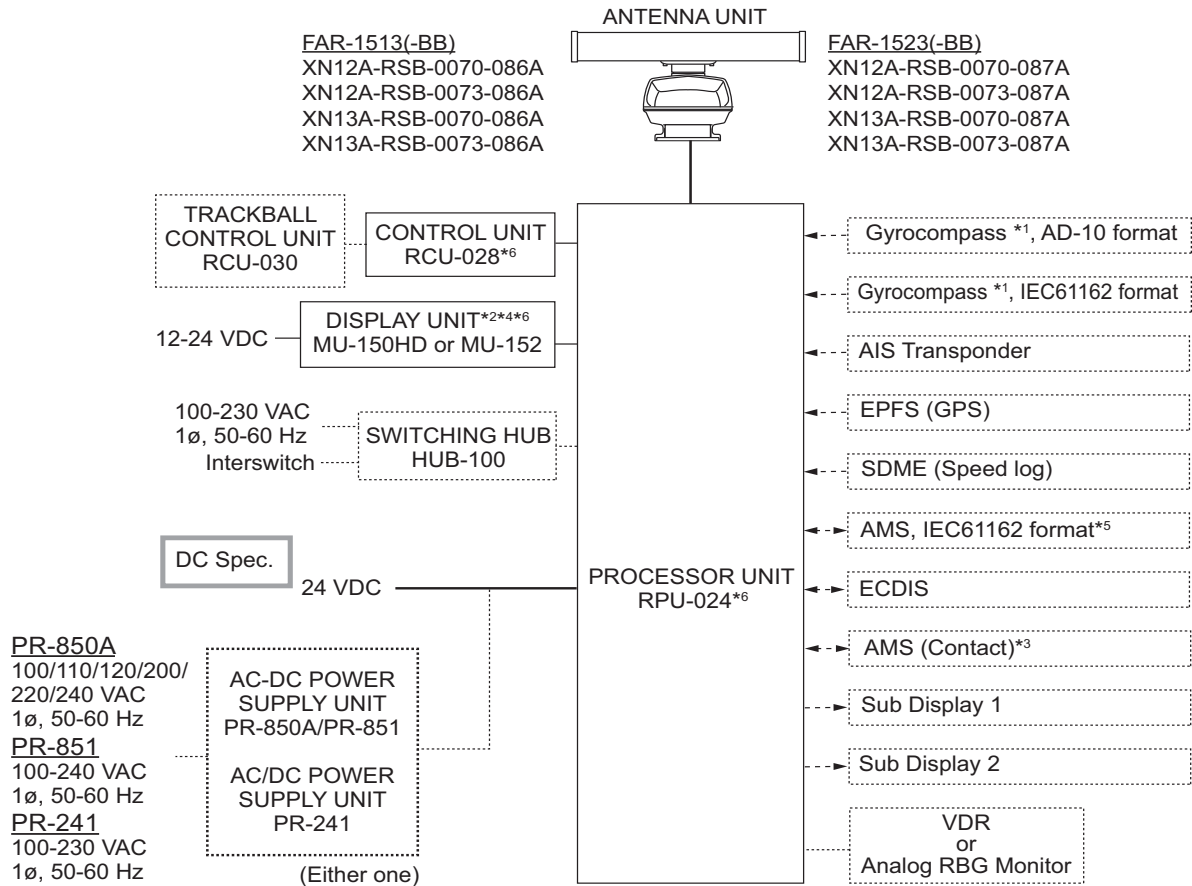 ANTENNA UNIT
FAR-1513(-BB)
XN12A-RSB-0070-086A
XN12A-RSB-0073-086A
XN13A-RSB-0070-086A
XN13A-RSB-0073-086A
FAR-1523(-BB)
XN12A-RSB-0070-087A
XN12A-RSB-0073-087A
XN13A-RSB-0070-087A
XN13A-RSB-0073-087A
TRACKBALL
CONTROL UNIT
RCU-030
CONTROL UNIT
RCU-028*6
12-24 VDC
DISPLAY UNIT*2*4*6
MU-150HD or MU-152
100-230 VAC
1ø, 50-60 Hz
Interswitch
SWITCHING HUB
HUB-100
DC Spec.
24 VDC
PR-850A
100/110/120/200/
220/240 VAC
1ø, 50-60 Hz
PR-851
100-240 VAC
1ø, 50-60 Hz
PR-241
100-230 VAC
1ø, 50-60 Hz
AC-DC POWER
SUPPLY UNIT
PR-850A/PR-851
AC/DC POWER
SUPPLY UNIT
PR-241
(Either one)
PROCESSOR UNIT
RPU-024*6
Gyrocompass *1, AD-10 format
Gyrocompass *1, IEC61162 format
AIS Transponder
EPFS (GPS)
SDME (Speed log)
AMS, IEC61162 format*5
ECDIS
AMS (Contact)*3
Sub Display 1
Sub Display 2
VDR
or
Analog RBG Monitor